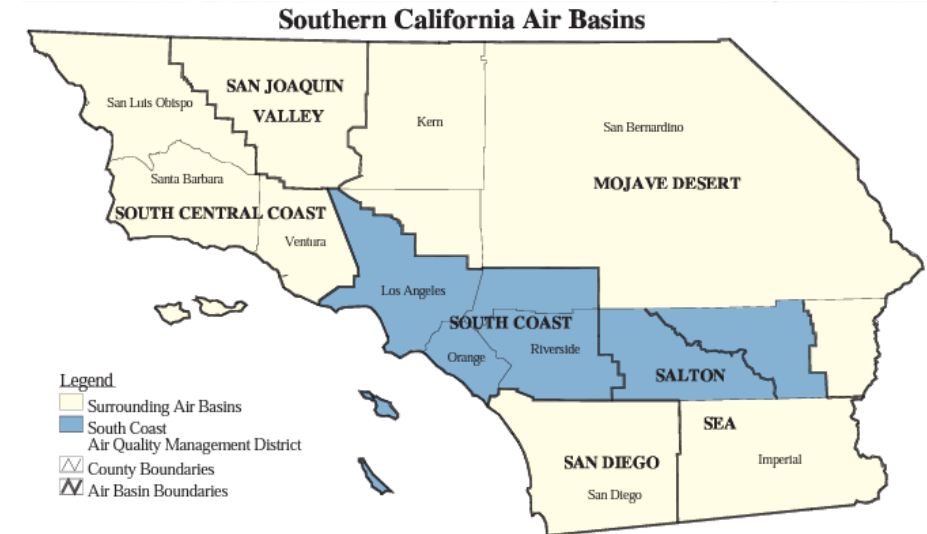 Southern California Air Basins
San Luis Obispo
SAN JOAQUIN
VALLEY
Kern
San Bernardino
MOJAVE DESERT
Santa Barbara
SOUTH CENTRAL COAST
Ventura
Los Angeles
SOUTH COAST
Orange
Riverside
SALTON
SEA
SAN DIEGO
San Diego
Imperial
Legend
Surrounding Air Basins
South Coast
Air Quality Management District
County Boundaries
Air Basin Boundaries